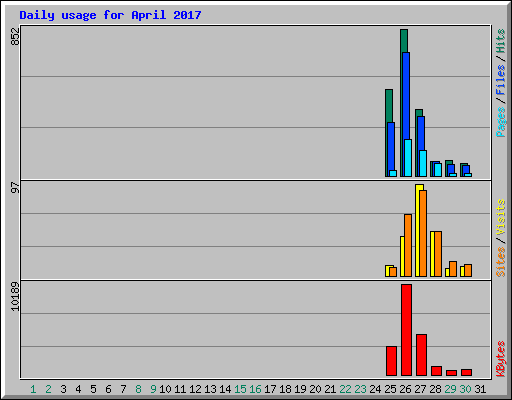 Daily usage for April 2017
852
97
10189
Pages / Files / Hits
Sites / Visits
KBytes
1 2 3 4 5 6 7 8 9 10 11 12 13 14 15 16 17 18 19 20 21 22 23 24 25 26 27 28 29 30 31